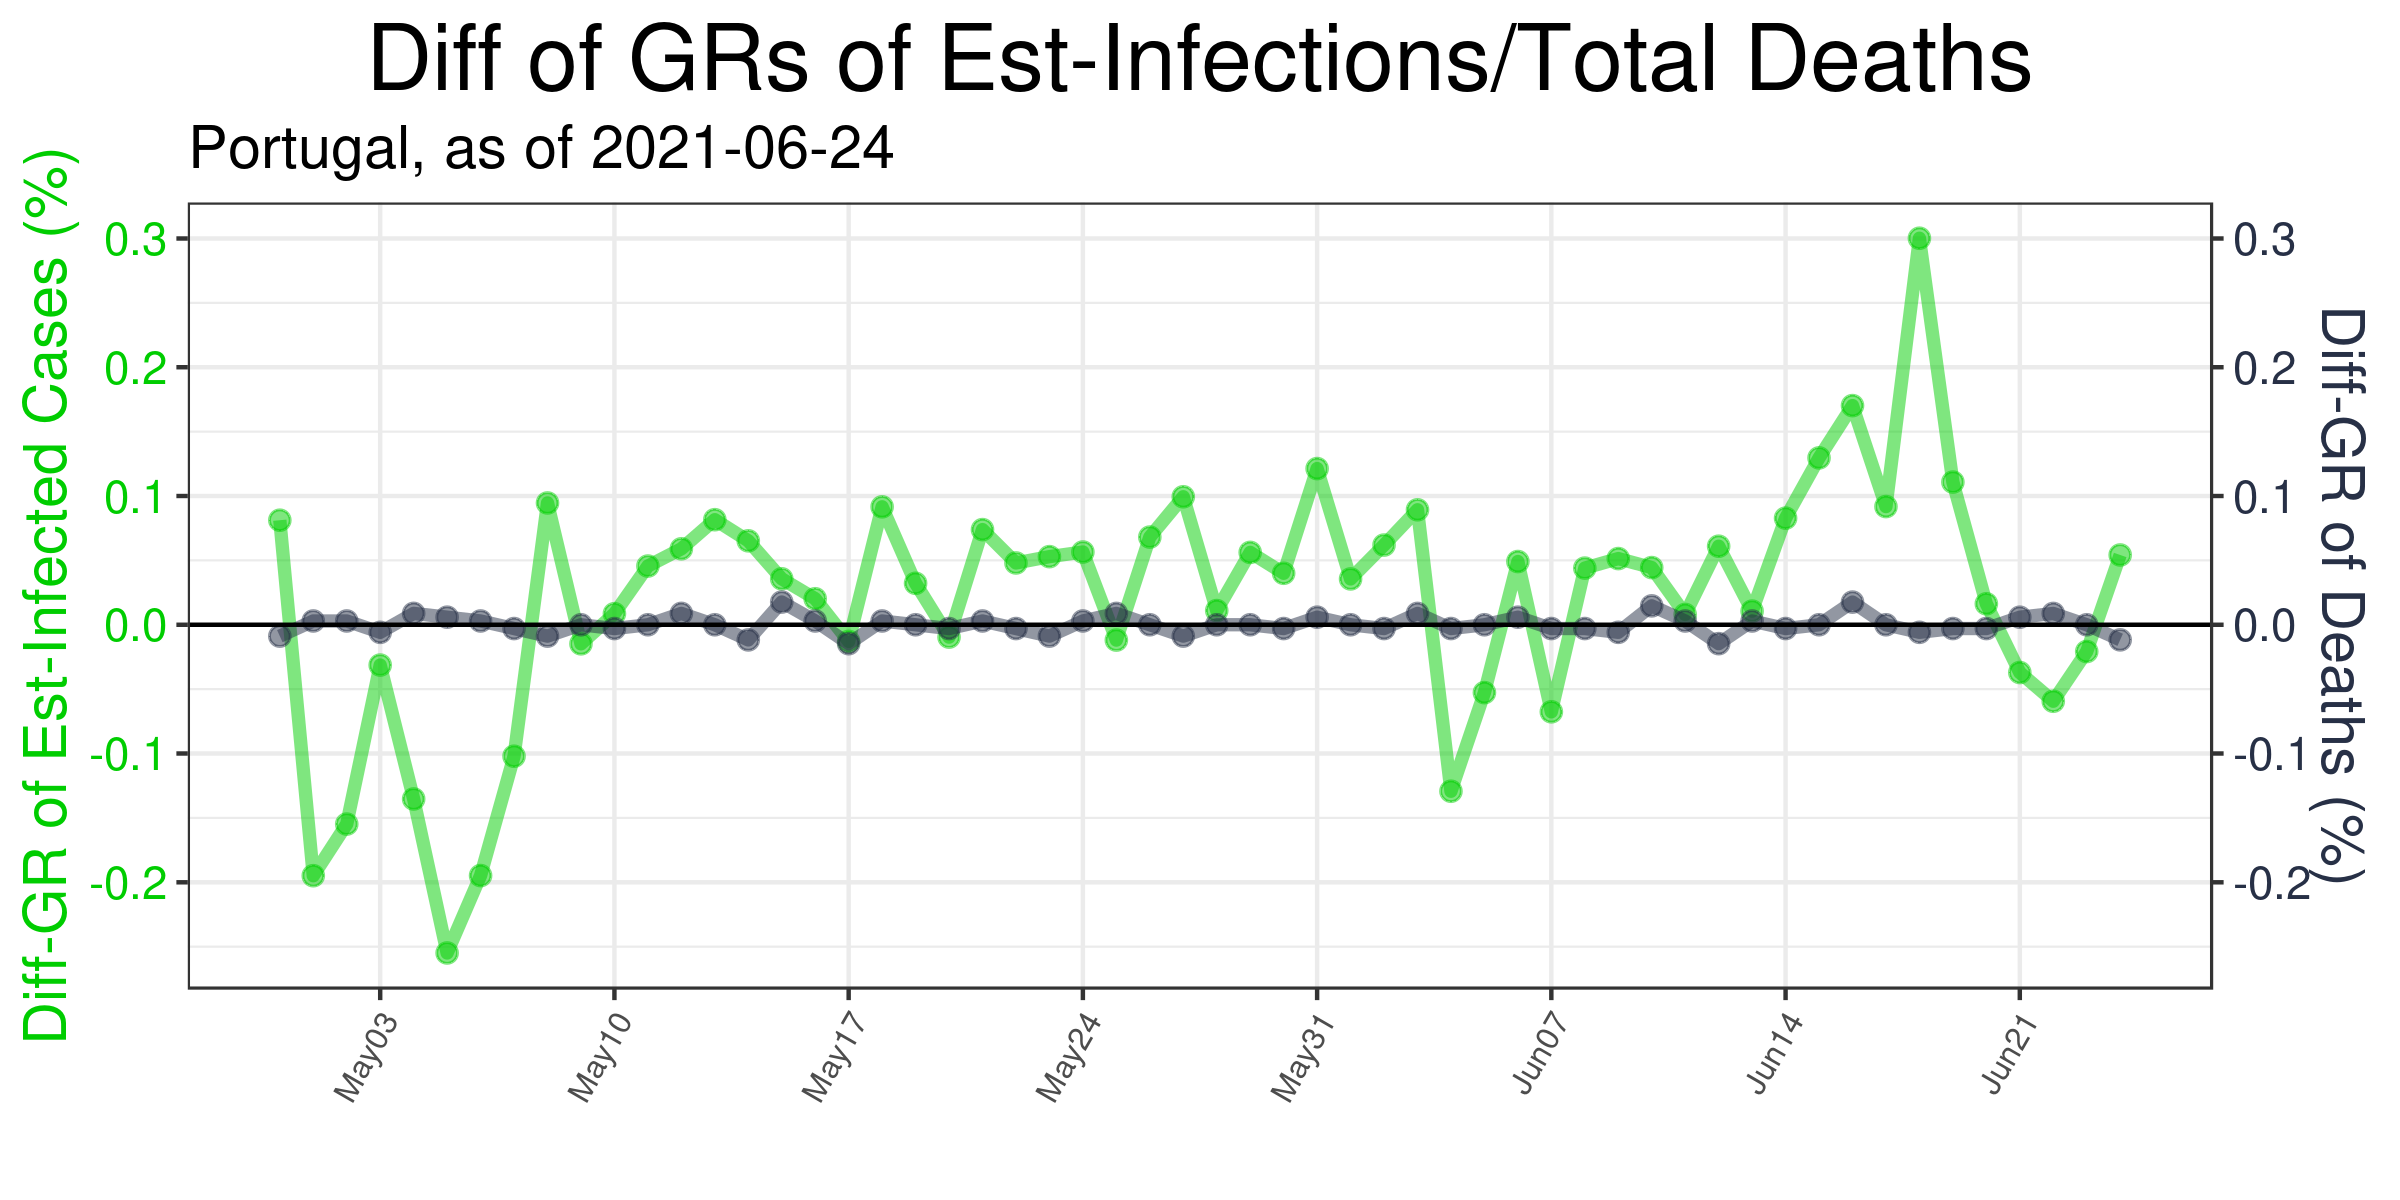 Diff of GRs of Est-Infections/Total Deaths
Portugal, as of 2021-06-24
Diff-GR of Est-Infected Cases (%)
0.3
0.2
0.1
0.0
-0.1
-0.2
0.3
0.2
0.1
0.0
-0.1
-0.2
Diff-GR of Deaths (%)
May03
May10
May17
May24
May31
Jun07
Jun14
Jun21